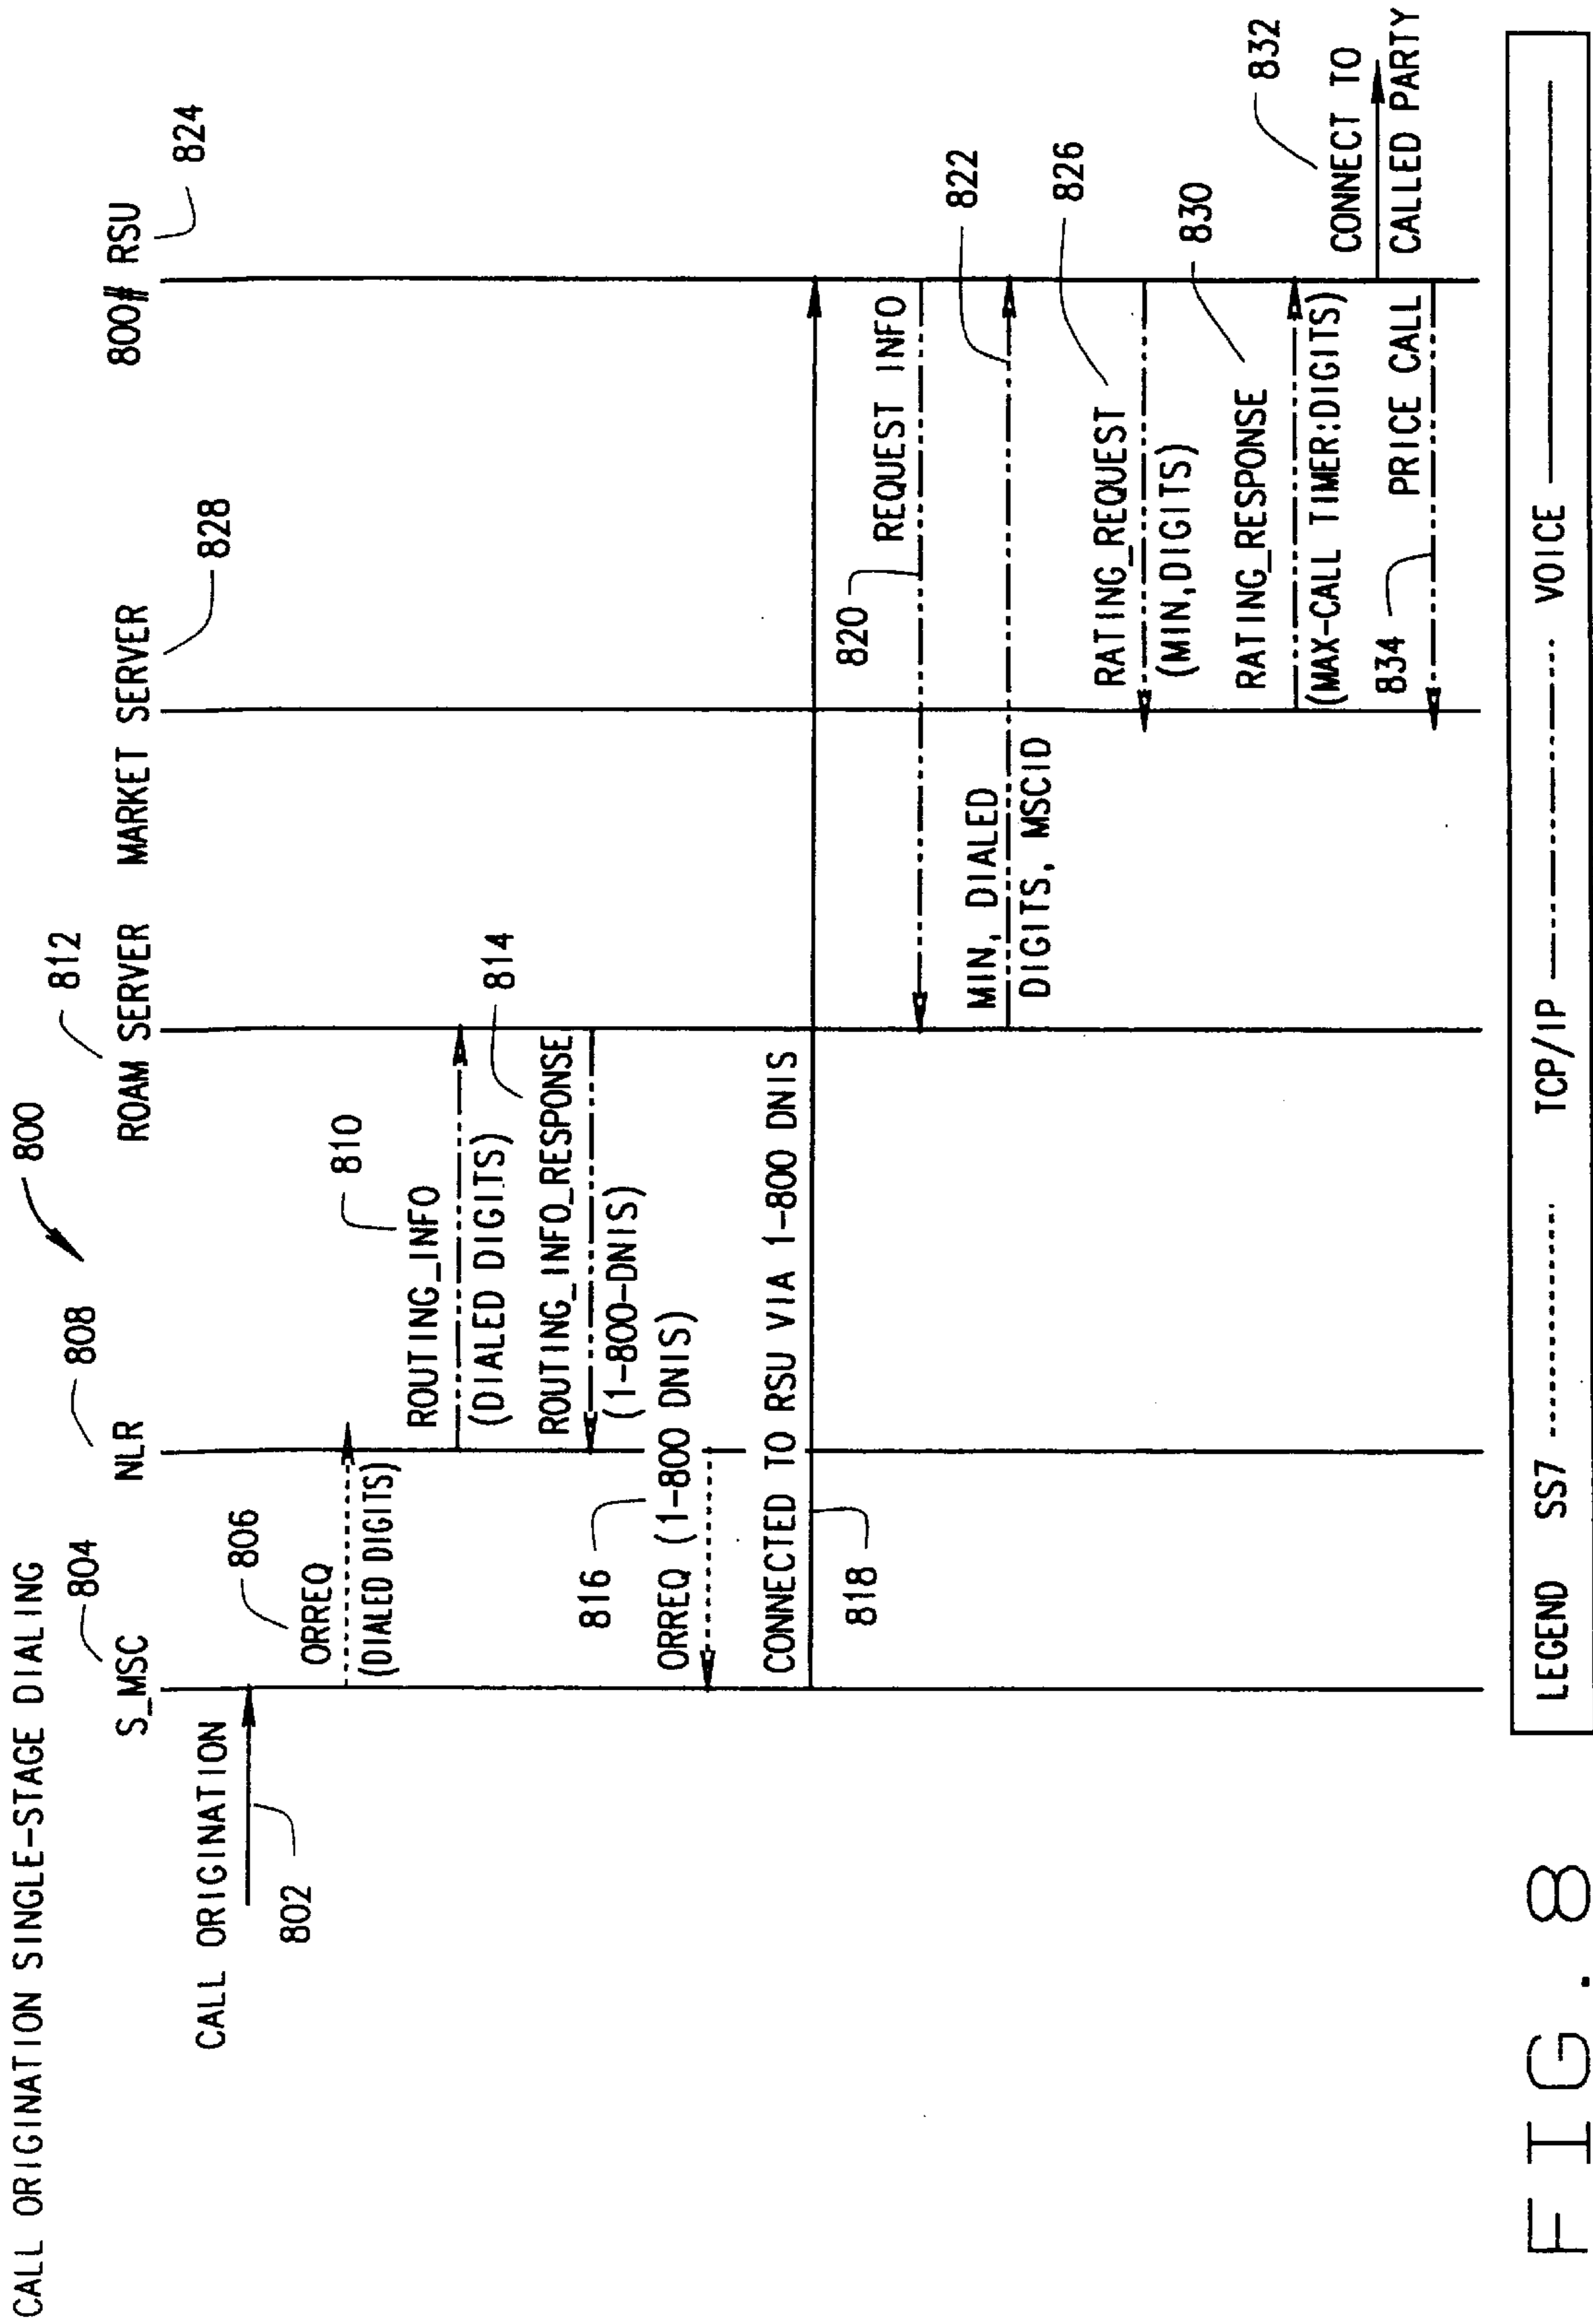 CALL ORIGINATION SINGLE-STAGE DIALING
800
S_MSC
804
NLR
808
ROAM SERVER
812
MARKET SERVER
828
800# RSU
824
CALL ORIGINATION
802
ORREQ
806
(DIALED DIGITS)
ROUTING_INFO
810
(DIALED DIGITS)
ROUTING_INFO_RESPONSE
814
(1-800-DNIS)
816
ORREQ (1-800 DNIS)
CONNECTED TO RSU VIA 1-800 DNIS
818
820
REQUEST INFO
822
MIN, DIALED
DIGITS, MSCID
826
RATING_REQUEST
(MIN,DIGITS)
830
RATING_RESPONSE
(MAX-CALL TIMER:DIGITS)
832
CONNECT TO
CALLED PARTY
834
PRICE CALL
LEGEND SS7 TCP/IP VOICE
FIG. 8